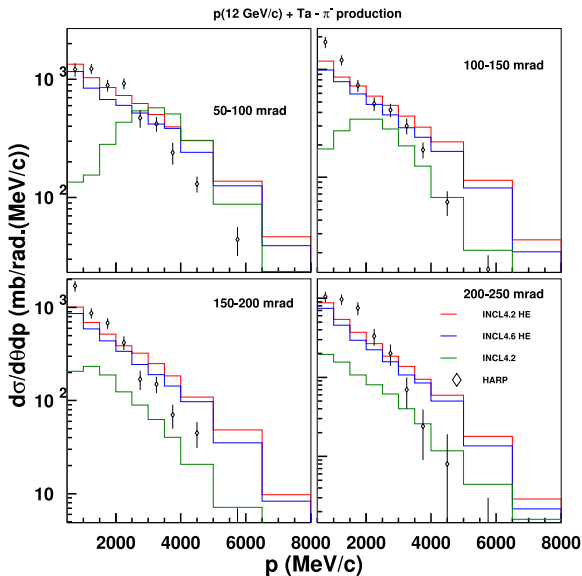 p(12 GeV/c) + Ta - π⁻ production
dσ/dθdp (mb/rad.(MeV/c))
10³
10²
50-100 mrad
100-150 mrad
10³
10²
10
150-200 mrad
200-250 mrad
INCL4.2 HE
INCL4.6 HE
INCL4.2
HARP
2000 4000 6000 8000
2000 4000 6000 8000
p (MeV/c)